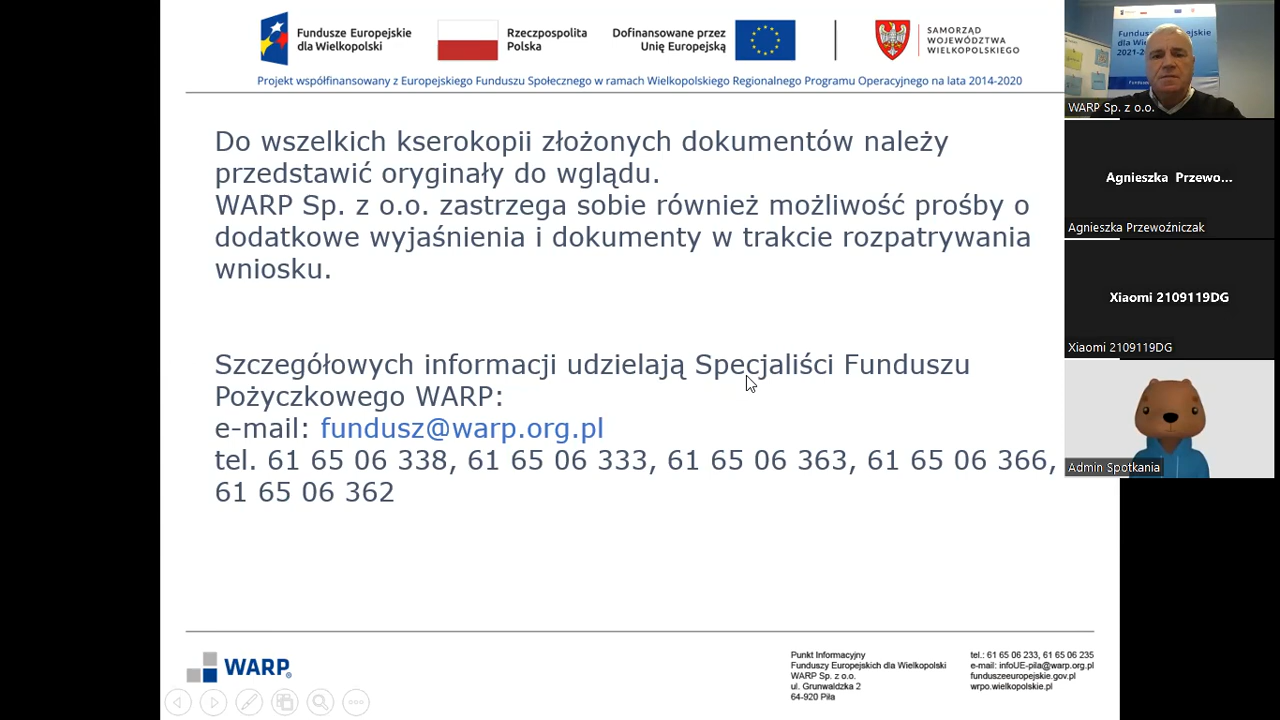 Fundusze Europejskie
dla Wielkopolski
Rzeczpospolita
Polska
Dofinansowane przez
Unię Europejską
SAMORZĄD
WOJEWÓDZTWA
WIELKOPOLSKIEGO
Projekt współfinansowany z Europejskiego Funduszu Społecznego w ramach Wielkopolskiego Regionalnego Programu Operacyjnego na lata 2014-2020
Do wszelkich kserokopii złożonych dokumentów należy
przedstawić oryginały do wglądu.
WARP Sp. z o.o. zastrzega sobie również możliwość prośby o
dodatkowe wyjaśnienia i dokumenty w trakcie rozpatrywania
wniosku.
Szczegółowych informacji udzielają Specjaliści Funduszu
Pożyczkowego WARP:
e-mail: fundusz@warp.org.pl
tel. 61 65 06 338, 61 65 06 333, 61 65 06 363, 61 65 06 366,
61 65 06 362
WARP
Punkt Informacyjny
Funduszy Europejskich dla Wielkopolski
WARP Sp. z o.o.
ul. Grunwaldzka 2
64-920 Piła
tel.: 61 65 06 233, 61 65 06 235
e-mail: infoUE-pila@warp.org.pl
funduszeeuropejskie.gov.pl
wrpo.wielkopolskie.pl
WARP Sp. z o.o.
Agnieszka Przewo...
Agnieszka Przewoźniczak
Xiaomi 2109119DG
Xiaomi 2109119DG
Admin Spotkania